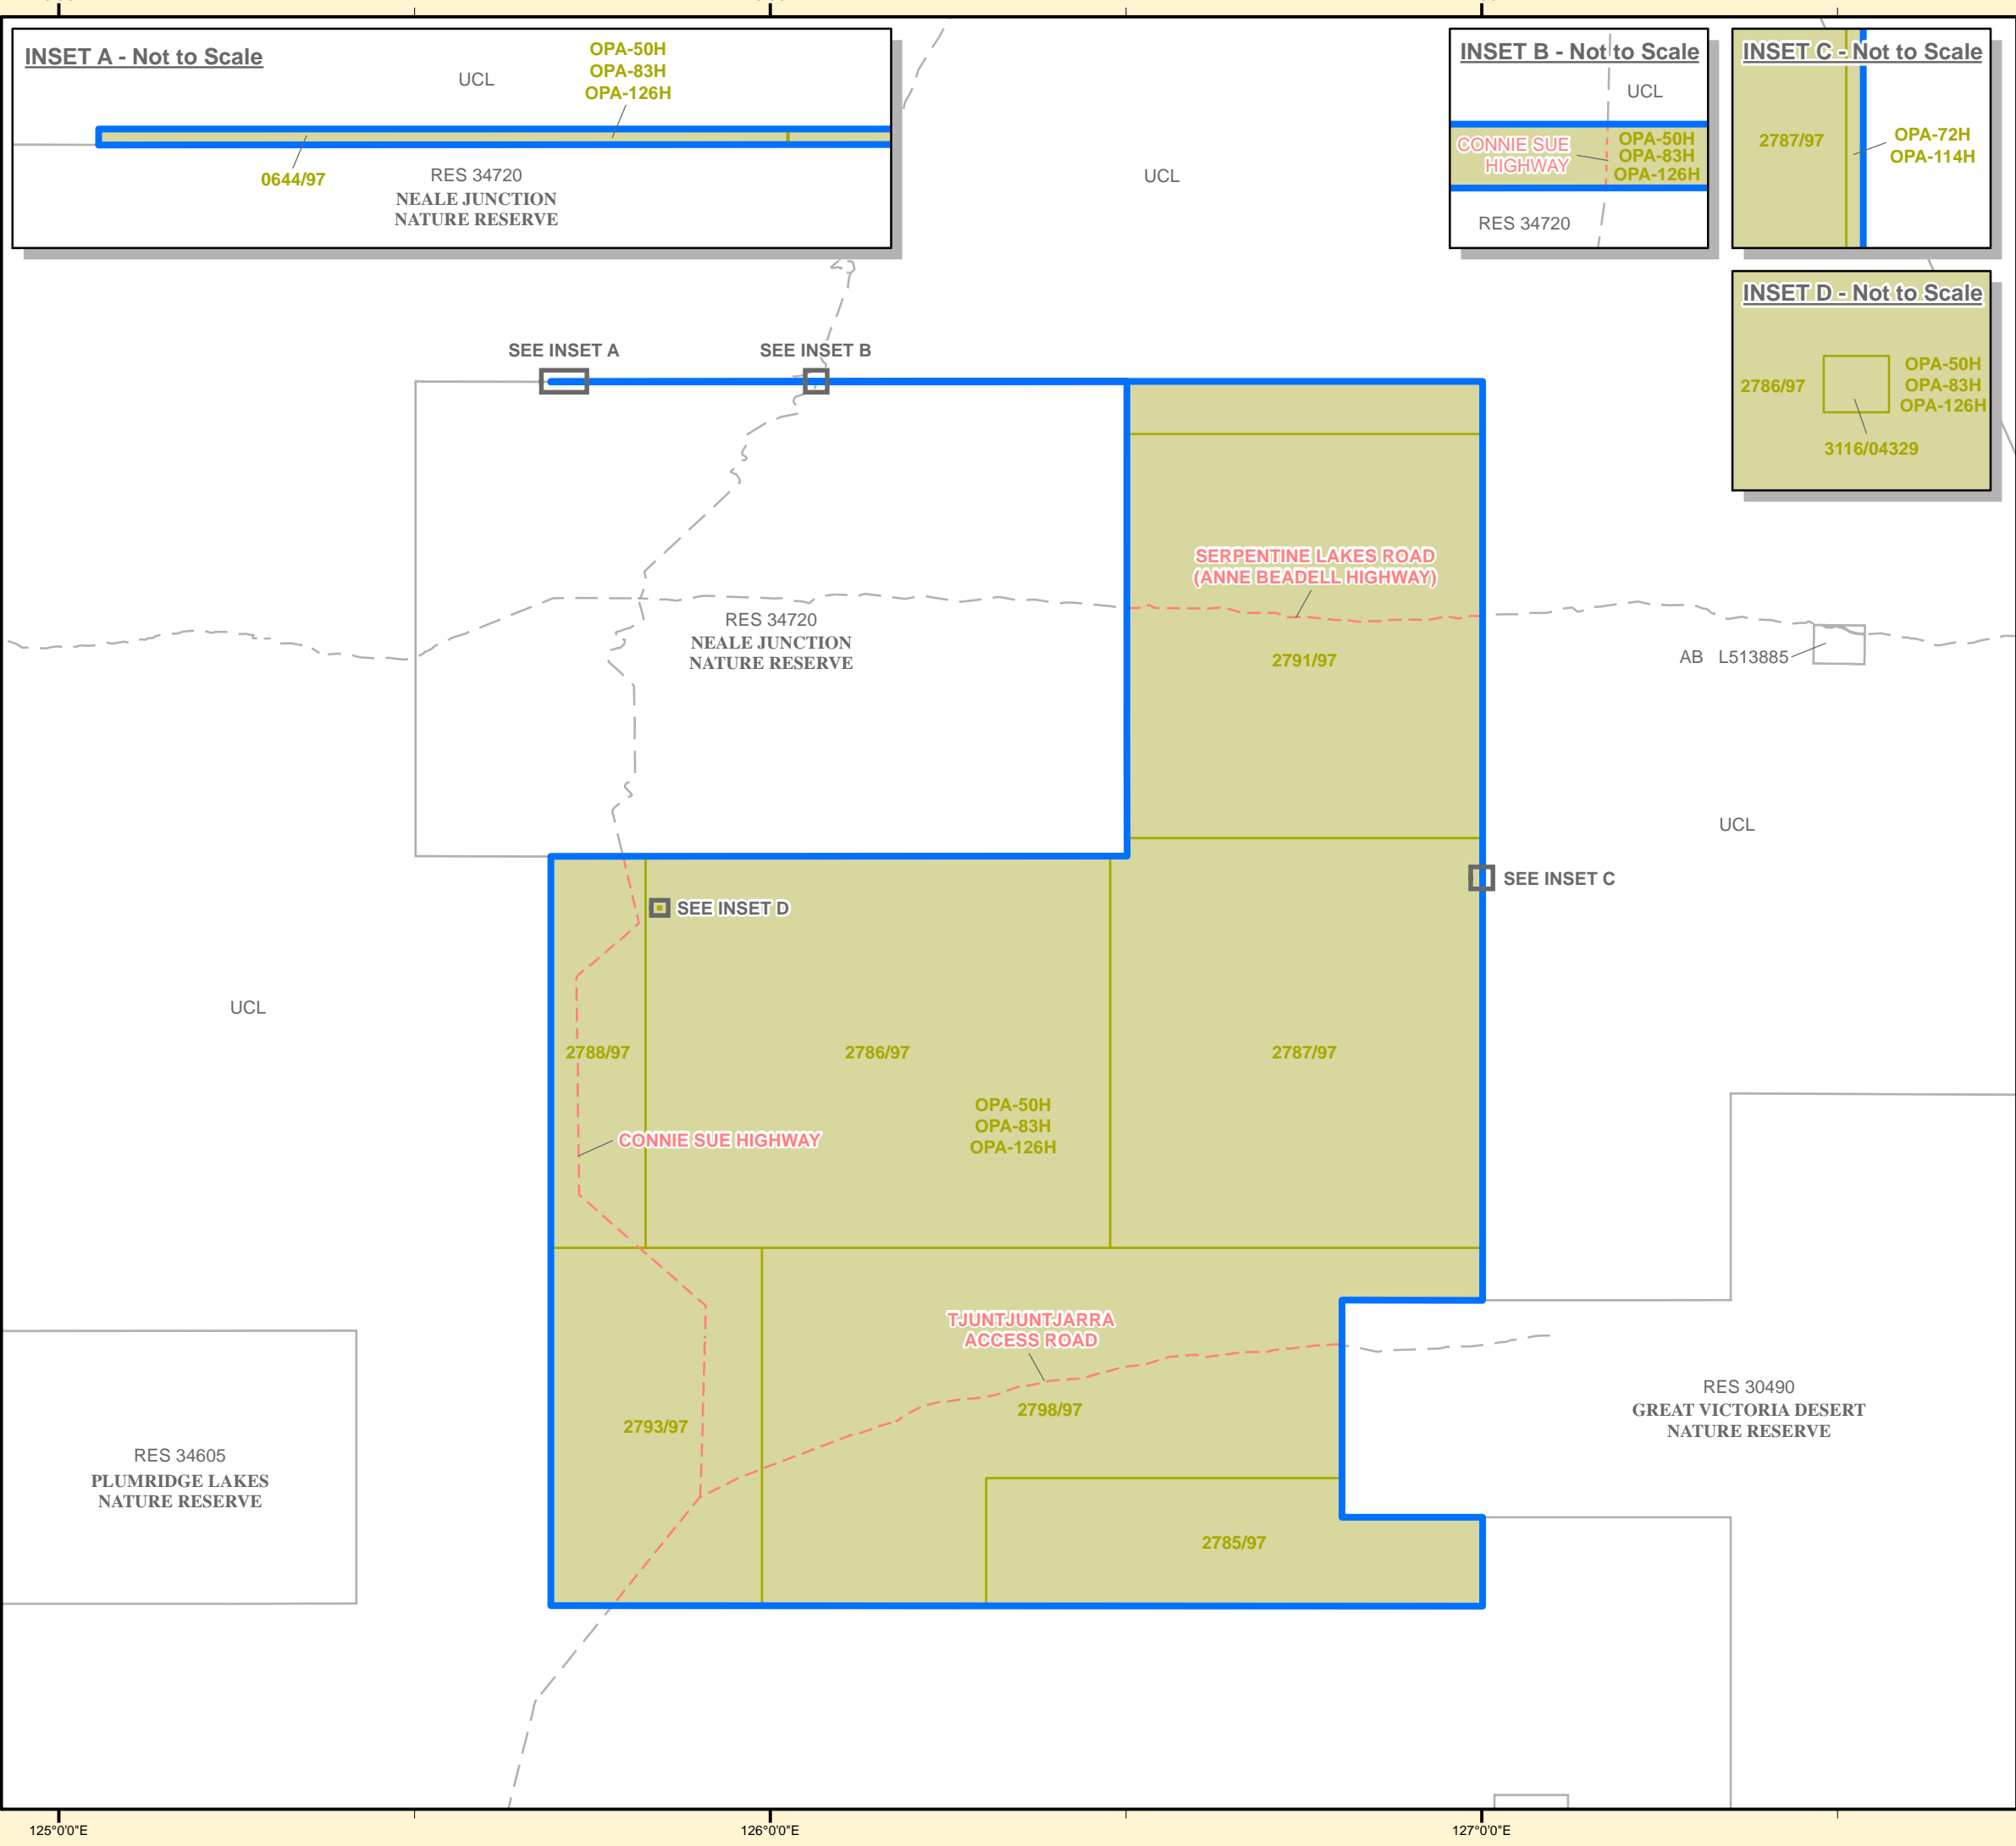 INSET A - Not to Scale
UCL
OPA-50H
OPA-83H
OPA-126H
0644/97
RES 34720
NEALE JUNCTION
NATURE RESERVE
UCL
INSET B - Not to Scale
UCL
CONNIE SUE
HIGHWAY
OPA-50H
OPA-83H
OPA-126H
RES 34720
INSET C - Not to Scale
2787/97
OPA-72H
OPA-114H
INSET D - Not to Scale
2786/97
OPA-50H
OPA-83H
OPA-126H
3116/04329
SEE INSET A
SEE INSET B
SERPENTINE LAKES ROAD
(ANNE BEADELL HIGHWAY)
RES 34720
NEALE JUNCTION
NATURE RESERVE
2791/97
AB L513885
UCL
SEE INSET C
SEE INSET D
UCL
2788/97
2786/97
2787/97
OPA-50H
OPA-83H
OPA-126H
CONNIE SUE HIGHWAY
TJUNTJUNTJARRA
ACCESS ROAD
2798/97
2793/97
RES 30490
GREAT VICTORIA DESERT
NATURE RESERVE
RES 34605
PLUMRIDGE LAKES
NATURE RESERVE
2785/97
125°0'0"E
126°0'0"E
127°0'0"E